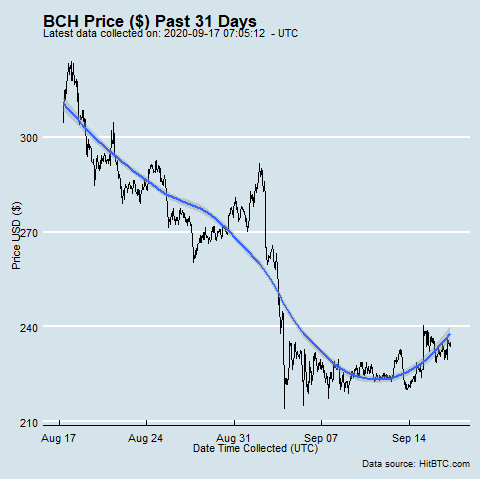 BCH Price ($) Past 31 Days
Latest data collected on: 2020-09-17 07:05:12 - UTC
300
270
240
210
Price USD ($)
Aug 17 Aug 24 Aug 31 Sep 07 Sep 14
Date Time Collected (UTC)
Data source: HitBTC.com